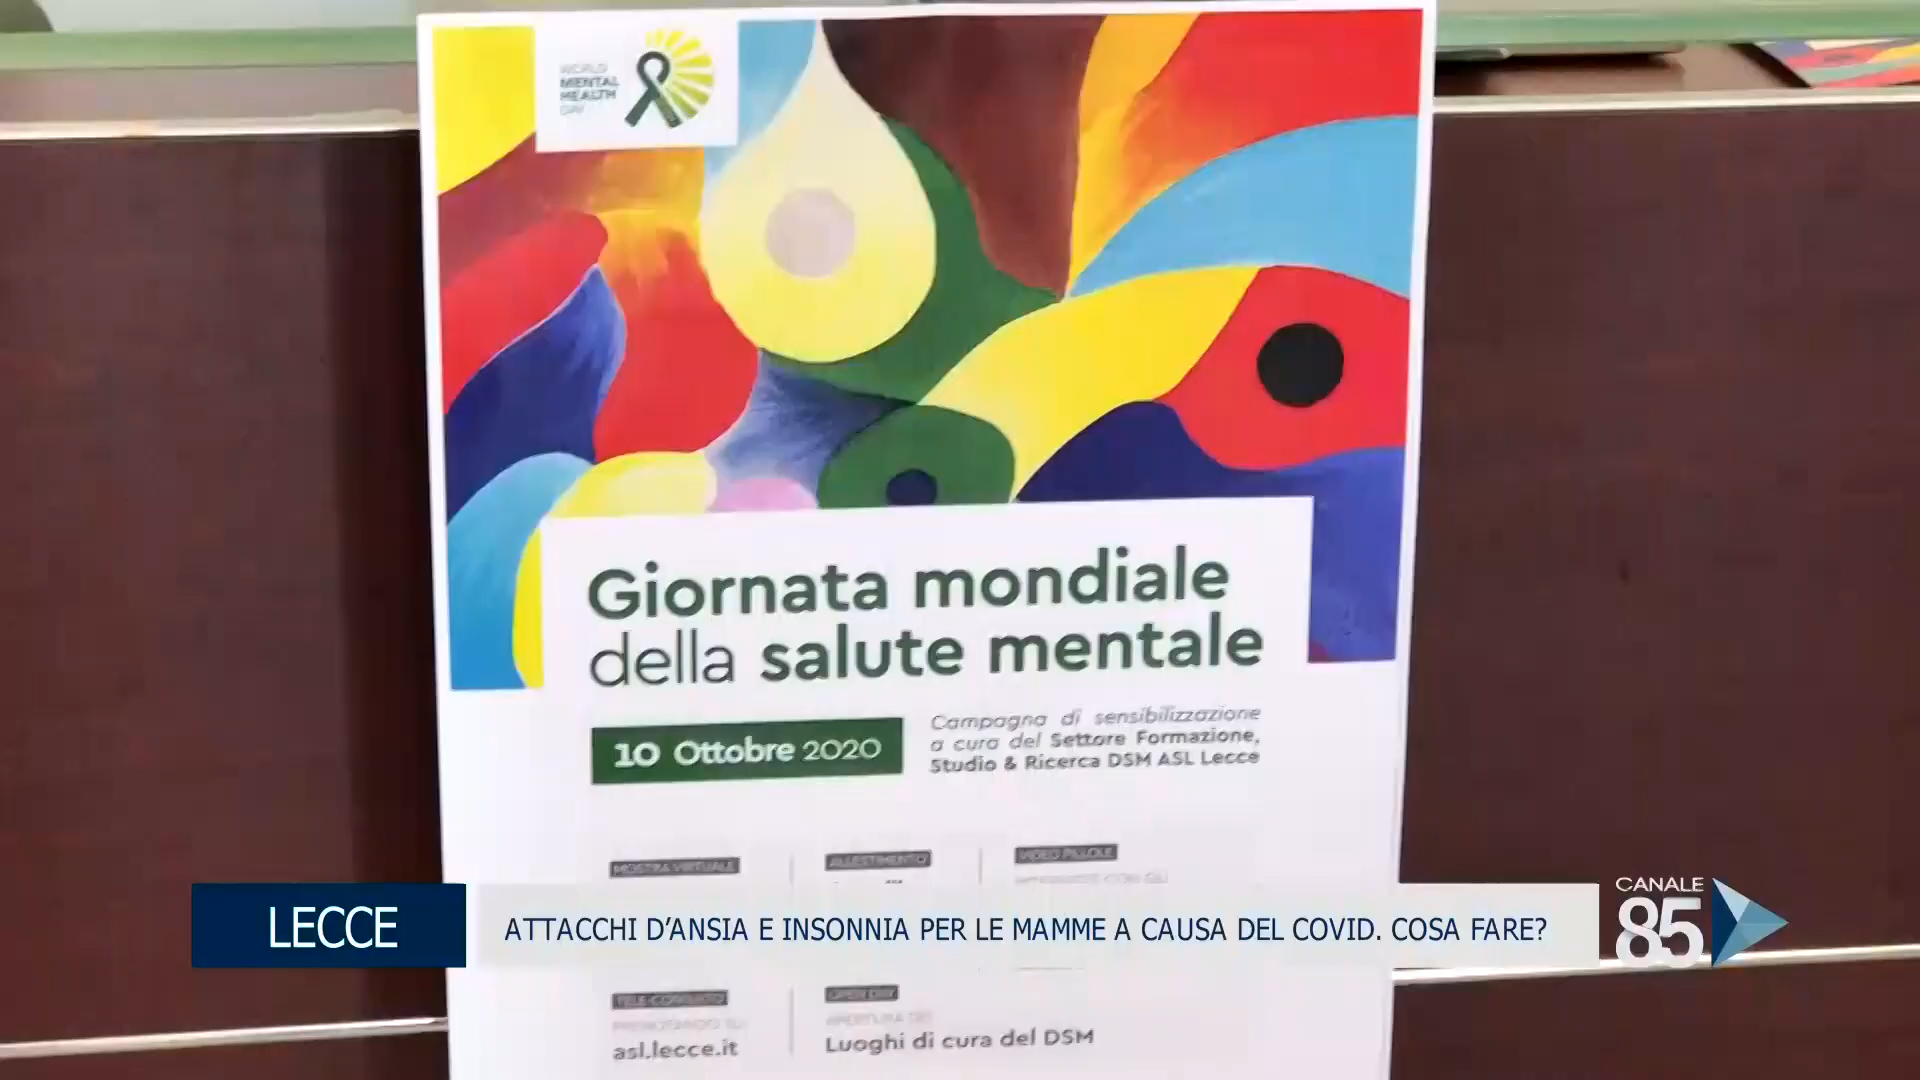 WORLD
MENTAL
HEALTH
DAY
Giornata mondiale
della salute mentale
10 Ottobre 2020
Campagna di sensibilizzazione
a cura del Settore Formazione,
Studio & Ricerca DSM ASL Lecce
MOSTRA VIRTUALE
ALLESTIMENTO
VIDEO PILLOLE
LECCE
ATTACCHI D'ANSIA E INSONNIA PER LE MAMME A CAUSA DEL COVID. COSA FARE?
CANALE
85
OPEN DAY
asl.lecce.it
Luoghi di cura del DSM